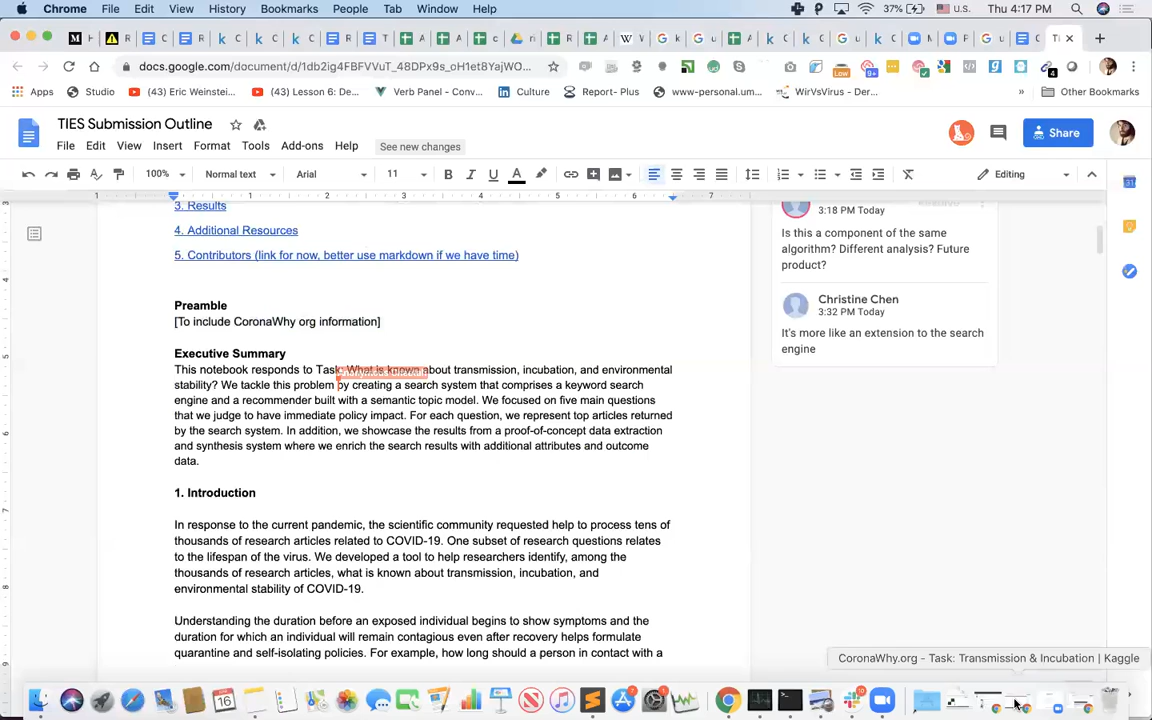 Chrome File Edit View History Bookmarks People Tab Window Help 37% U.S. Thu 4:17 PM
docs.google.com/document/d/1db2ig4FBFVVuT_48DPx9s_oH1et8YajWO...
Apps Studio (43) Eric Weinstei... (43) Lesson 6: De... Verb Panel - Conv... Culture Report- Plus www-personal.um... WirVsVirus - Der... » Other Bookmarks
TIES Submission Outline
File Edit View Insert Format Tools Add-ons Help See new changes
Share
100% Normal text Arial 11 Editing
1 1 2 3 4 5 6 7
3. Results
4. Additional Resources
5. Contributors (link for now, better use markdown if we have time)
Preamble
[To include CoronaWhy org information]
Executive Summary
This notebook responds to Task: What is known about transmission, incubation, and environmental
stability? We tackle this problem by creating a search system that comprises a keyword search
engine and a recommender built with a semantic topic model. We focused on five main questions
that we judge to have immediate policy impact. For each question, we represent top articles returned
by the search system. In addition, we showcase the results from a proof-of-concept data extraction
and synthesis system where we enrich the search results with additional attributes and outcome
data.
1. Introduction
In response to the current pandemic, the scientific community requested help to process tens of
thousands of research articles related to COVID-19. One subset of research questions relates
to the lifespan of the virus. We developed a tool to help researchers identify, among the
thousands of research articles, what is known about transmission, incubation, and
environmental stability of COVID-19.
Understanding the duration before an exposed individual begins to show symptoms and the
duration for which an individual will remain contagious even after recovery helps formulate
quarantine and self-isolating policies. For example, how long should a person in contact with a
3:18 PM Today
Is this a component of the same
algorithm? Different analysis? Future
product?
Christine Chen
3:32 PM Today
It's more like an extension to the search
engine
CoronaWhy.org - Task: Transmission & Incubation | Kaggle